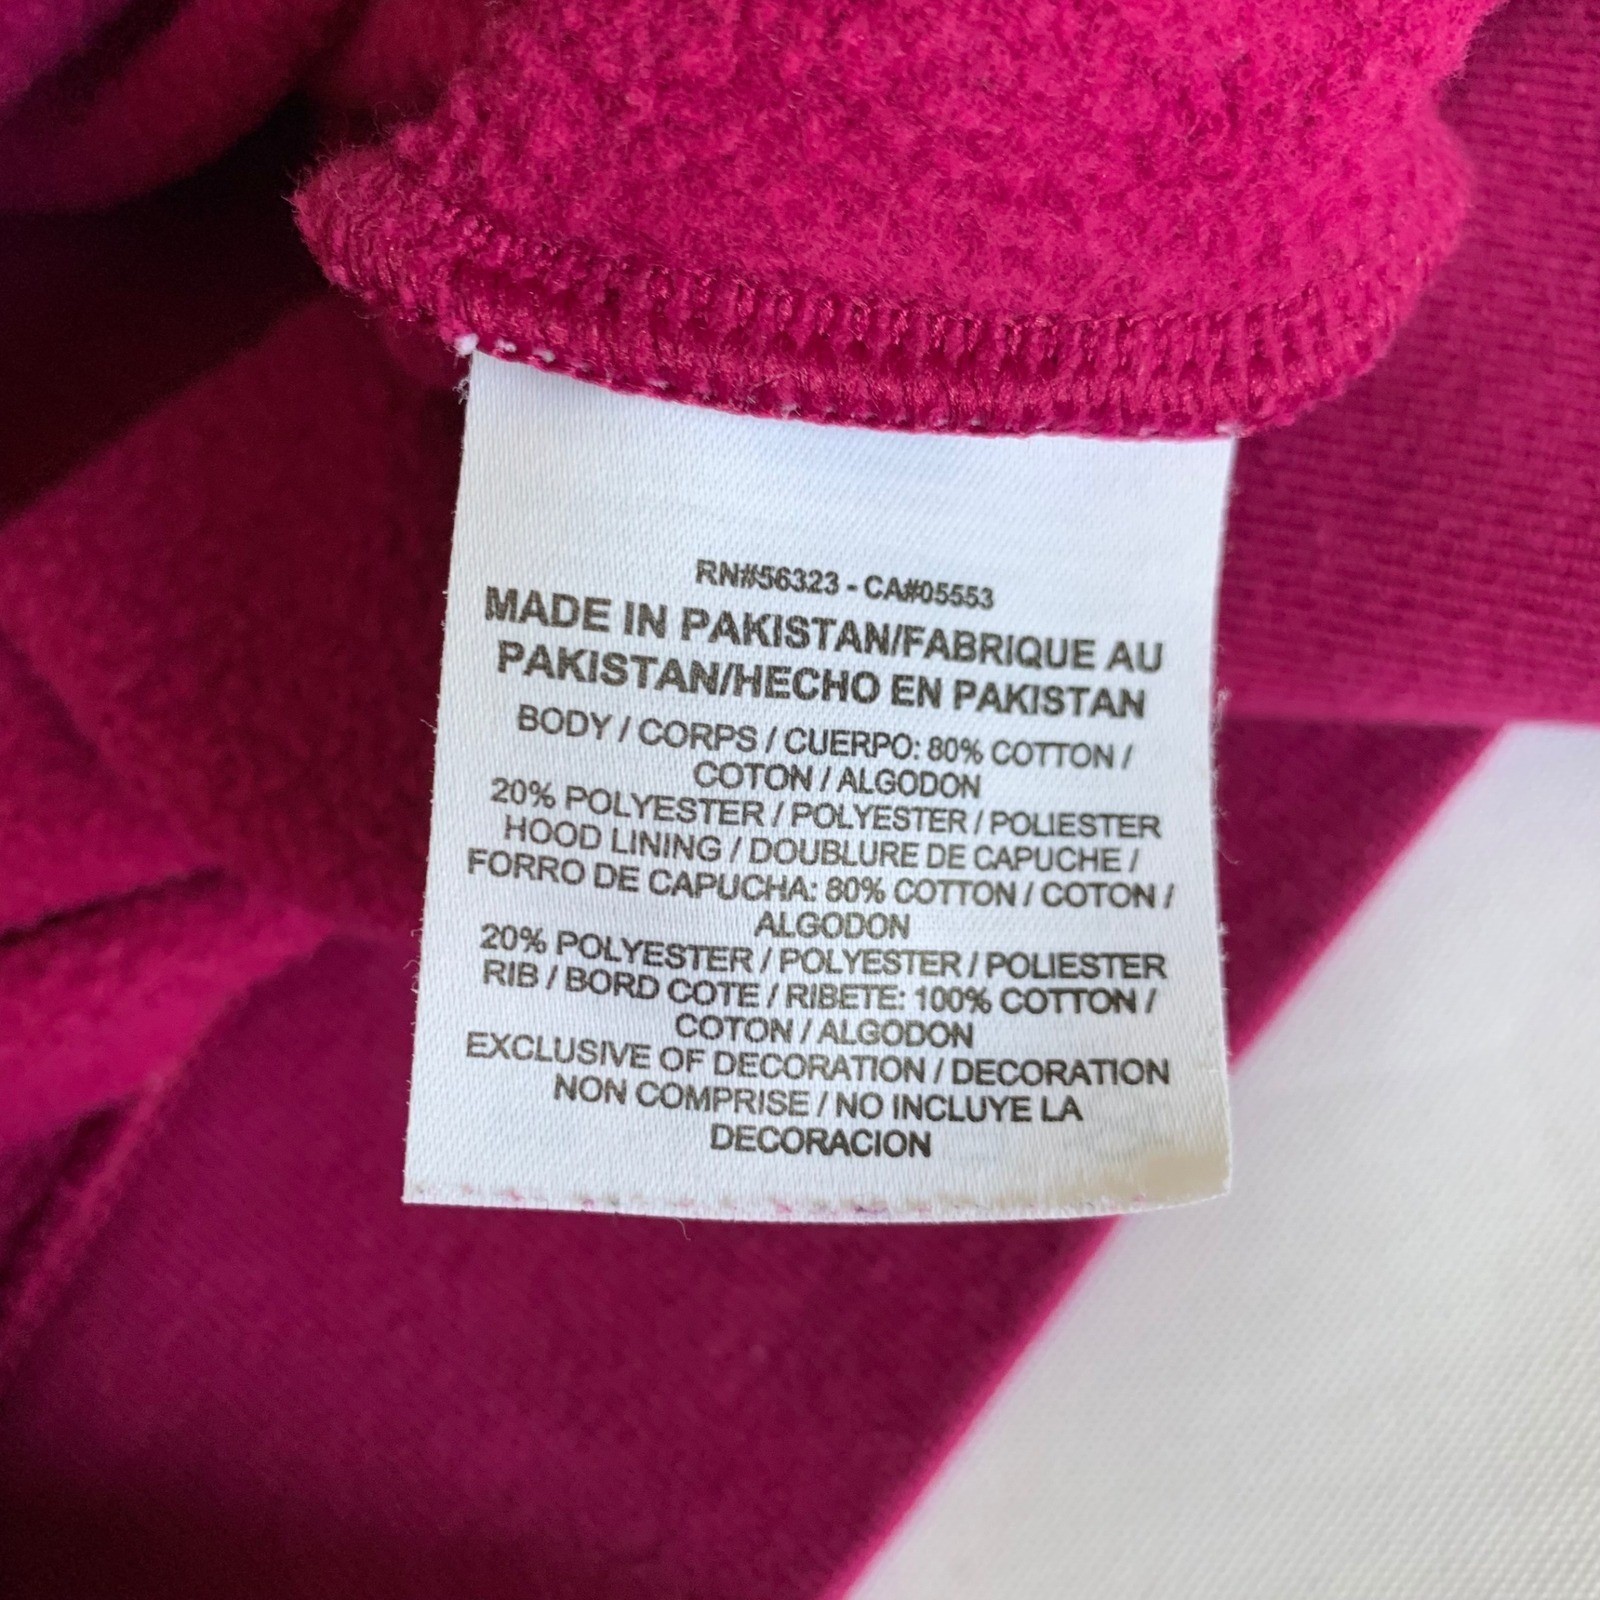 RN#56323 - CA#05553
MADE IN PAKISTAN/FABRIQUE AU
PAKISTAN/HECHO EN PAKISTAN
BODY / CORPS / CUERPO: 80% COTTON /
COTON / ALGODON
20% POLYESTER / POLYESTER / POLIESTER
HOOD LINING / DOUBLURE DE CAPUCHE /
FORRO DE CAPUCHA: 80% COTTON / COTON /
ALGODON
20% POLYESTER / POLYESTER / POLIESTER
RIB / BORD COTE / RIBETE: 100% COTTON /
COTON / ALGODON
EXCLUSIVE OF DECORATION / DECORATION
NON COMPRISE / NO INCLUYE LA
DECORACION